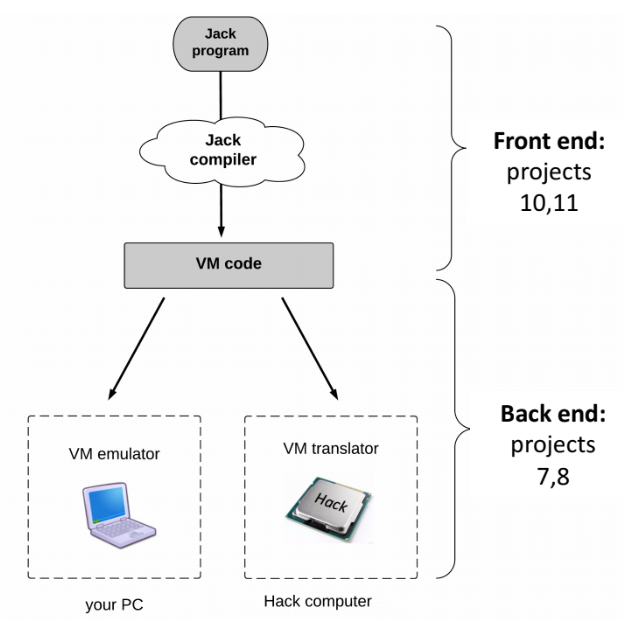 Jack
program
Jack
compiler
Front end:
projects
10,11
VM code
Back end:
projects
7,8
VM emulator
VM translator
Hack
your PC
Hack computer